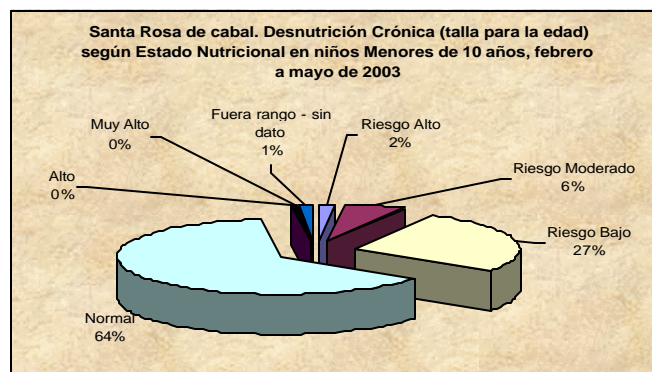 Santa Rosa de cabal. Desnutrición Crónica (talla para la edad)
según Estado Nutricional en niños Menores de 10 años, febrero
a mayo de 2003
Fuera rango - sin
dato
1%
Muy Alto
0%
Alto
0%
Riesgo Alto
2%
Riesgo Moderado
6%
Riesgo Bajo
27%
Normal
64%